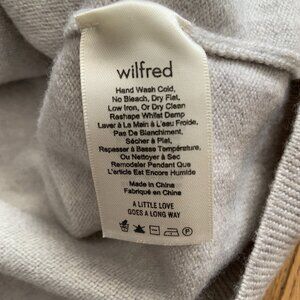 wilfred
Hand Wash Cold,
No Bleach, Dry Flat,
Low Iron, Or Dry Clean
Reshape Whilst Damp
Laver à La Main à L'eau Froide,
Pas De Blanchiment,
Sécher à Plat,
Repasser à Basse Température,
Ou Nettoyer à Sec
Remodeler Pendant Que
L'article Est Encore Humide
Made in China
Fabriqué en China
A LITTLE LOVE
GOES A LONG WAY